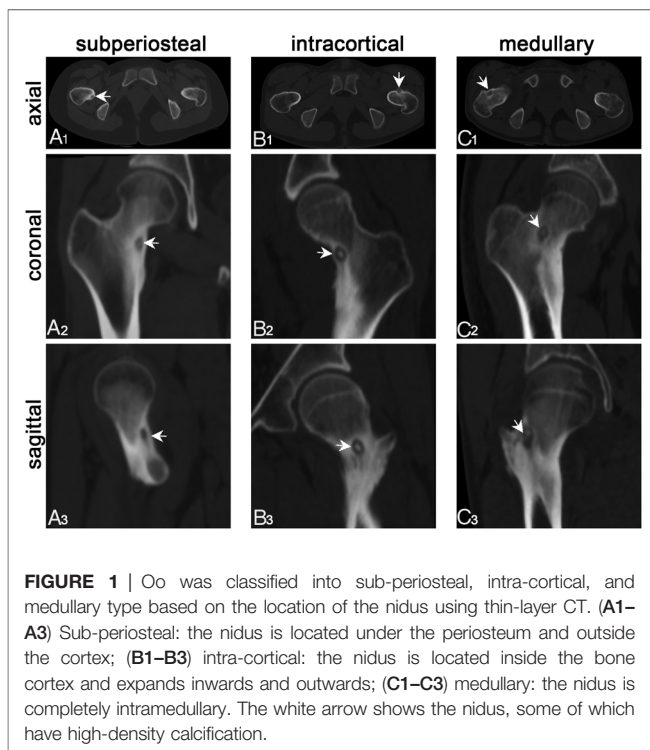 subperiosteal intracortical medullary
axial
A1 B1 C1
coronal
A2 B2 C2
sagittal
A3 B3 C3
FIGURE 1 | Oo was classified into sub-periosteal, intra-cortical, and
medullary type based on the location of the nidus using thin-layer CT. (A1–
A3) Sub-periosteal: the nidus is located under the periosteum and outside
the cortex; (B1–B3) intra-cortical: the nidus is located inside the bone
cortex and expands inwards and outwards; (C1–C3) medullary: the nidus is
completely intramedullary. The white arrow shows the nidus, some of which
have high-density calcification.